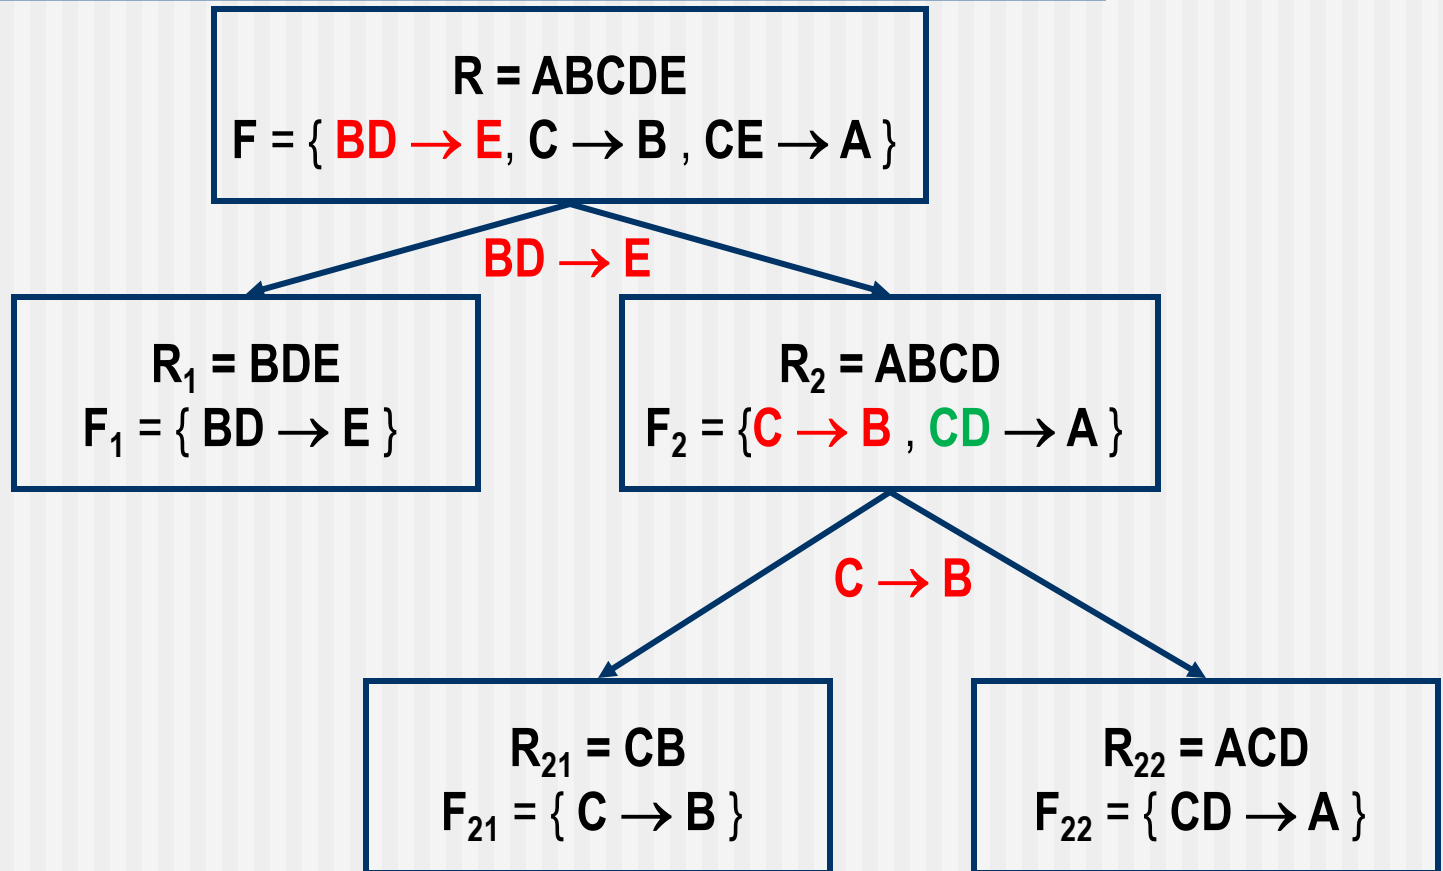 R = ABCDE
F = { BD → E, C → B , CE → A }
BD → E
R₁ = BDE
F₁ = { BD → E }
R₂ = ABCD
F₂ = {C → B , CD → A }
C → B
R₂₁ = CB
F₂₁ = { C → B }
R₂₂ = ACD
F₂₂ = { CD → A }